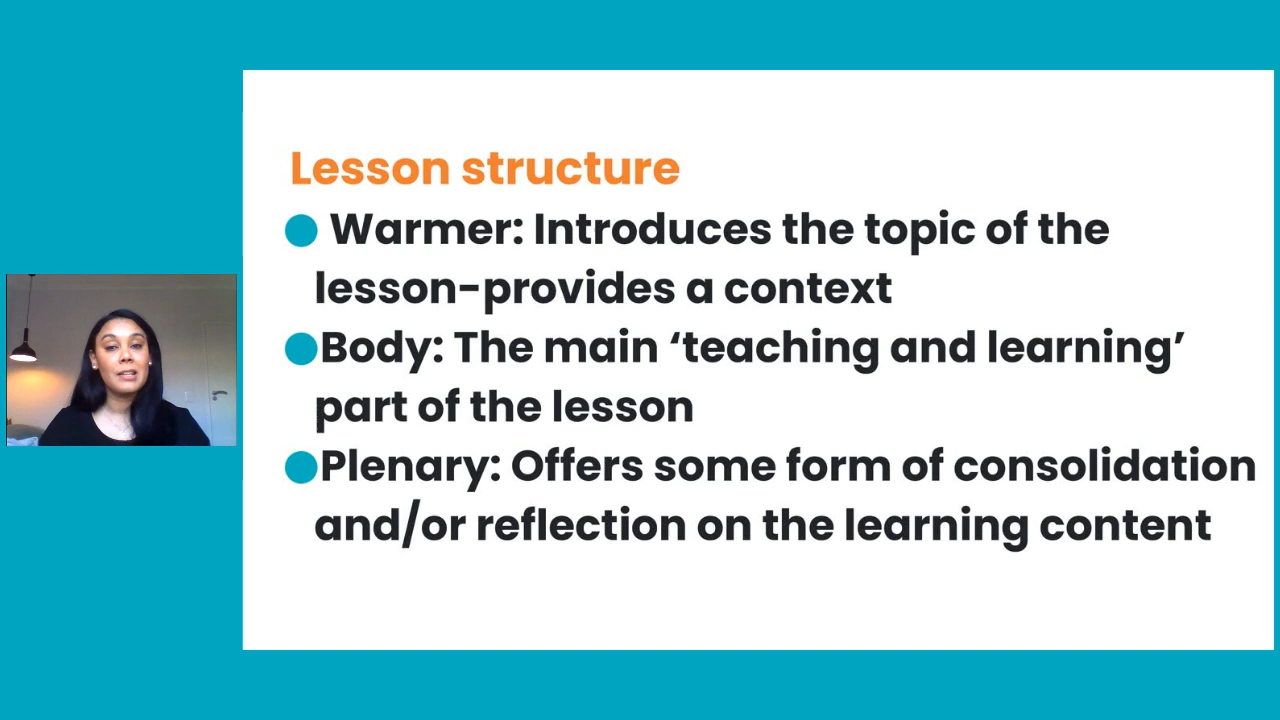 Lesson structure
Warmer: Introduces the topic of the
lesson-provides a context
Body: The main ‘teaching and learning’
part of the lesson
Plenary: Offers some form of consolidation
and/or reflection on the learning content